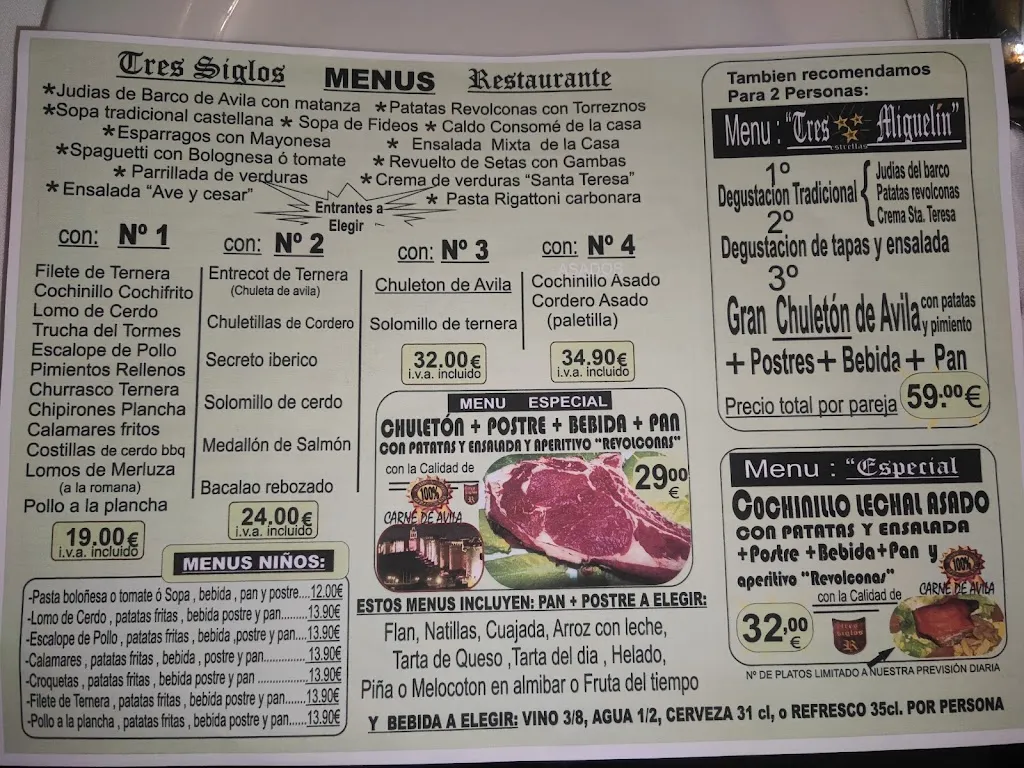 Tres Siglos MENUS Restaurante
*Judias de Barco de Avila con matanza *Patatas Revolconas con Torreznos
*Sopa tradicional castellana * Sopa de Fideos * Caldo Consomé de la casa
*Esparragos con Mayonesa * Ensalada Mixta de la Casa
*Spaguetti con Bolognesa ó tomate * Revuelto de Setas con Gambas
* Parrillada de verduras *Crema de verduras "Santa Teresa"
* Ensalada "Ave y cesar" * Pasta Rigattoni carbonara
Entrantes a
Elegir
con: Nº 1
Filete de Ternera
Cochinillo Cochifrito
Lomo de Cerdo
Trucha del Tormes
Escalope de Pollo
Pimientos Rellenos
Churrasco Ternera
Chipirones Plancha
Calamares fritos
Costillas de cerdo bbq
Lomos de Merluza
(a la romana)
Pollo a la plancha
19.00€
i.v.a. incluido
con: Nº 2
Entrecot de Ternera
(Chuleta de avila)
Chuletillas de Cordero
Secreto iberico
Solomillo de cerdo
Medallón de Salmón
Bacalao rebozado
24.00€
i.v.a. incluido
con: Nº 3
Chuleton de Avila
Solomillo de ternera
32.00€
i.v.a. incluido
con: Nº 4
ASADOS
Cochinillo Asado
Cordero Asado
(paletilla)
34.90€
i.v.a. incluido
MENU ESPECIAL
CHULETÓN + POSTRE + BEBIDA + PAN
CON PATATAS Y ENSALADA Y APERITIVO "REVOLCONAS"
con la Calidad de
100%
CARNE DE AVILA
2900
€
MENUS NIÑOS:
-Pasta boloñesa o tomate ó Sopa , bebida , pan y postre....12.00€
-Lomo de Cerdo , patatas fritas , bebida postre y pan........13.90€
-Escalope de Pollo , patatas fritas , bebida ,postre y pan....13.90€
-Calamares , patatas fritas , bebida , postre y pan..............13.90€
-Croquetas , patatas fritas , bebida postre y pan ..............13.90€
-Filete de Ternera , patatas fritas , bebida postre y pan.......13.90€
-Pollo a la plancha , patatas fritas , bebida postre y pan......13.90€
ESTOS MENUS INCLUYEN: PAN + POSTRE A ELEGIR:
Flan, Natillas, Cuajada, Arroz con leche,
Tarta de Queso ,Tarta del dia , Helado,
Piña o Melocoton en almibar o Fruta del tiempo
Y BEBIDA A ELEGIR: VINO 3/8, AGUA 1/2, CERVEZA 31 cl, o REFRESCO 35cl. POR PERSONA
Tambien recomendamos
Para 2 Personas:
Menu : "Tres estrellas Miguelín"
1º
Degustacion Tradicional { Judias del barco
Patatas revolconas
Crema Sta. Teresa
2º
Degustacion de tapas y ensalada
3º
Gran Chuletón de Avila con patatas
y pimiento
+ Postres + Bebida + Pan
Precio total por pareja 59.00€
Menu : "Especial
COCHINILLO LECHAL ASADO
CON PATATAS Y ENSALADA
+Postre +Bebida+Pan y
aperitivo "Revolconas"
con la Calidad de
100%
CARNE DE AVILA
32,00
€
tres
siglos
R
Nº DE PLATOS LIMITADO A NUESTRA PREVISIÓN DIARIA